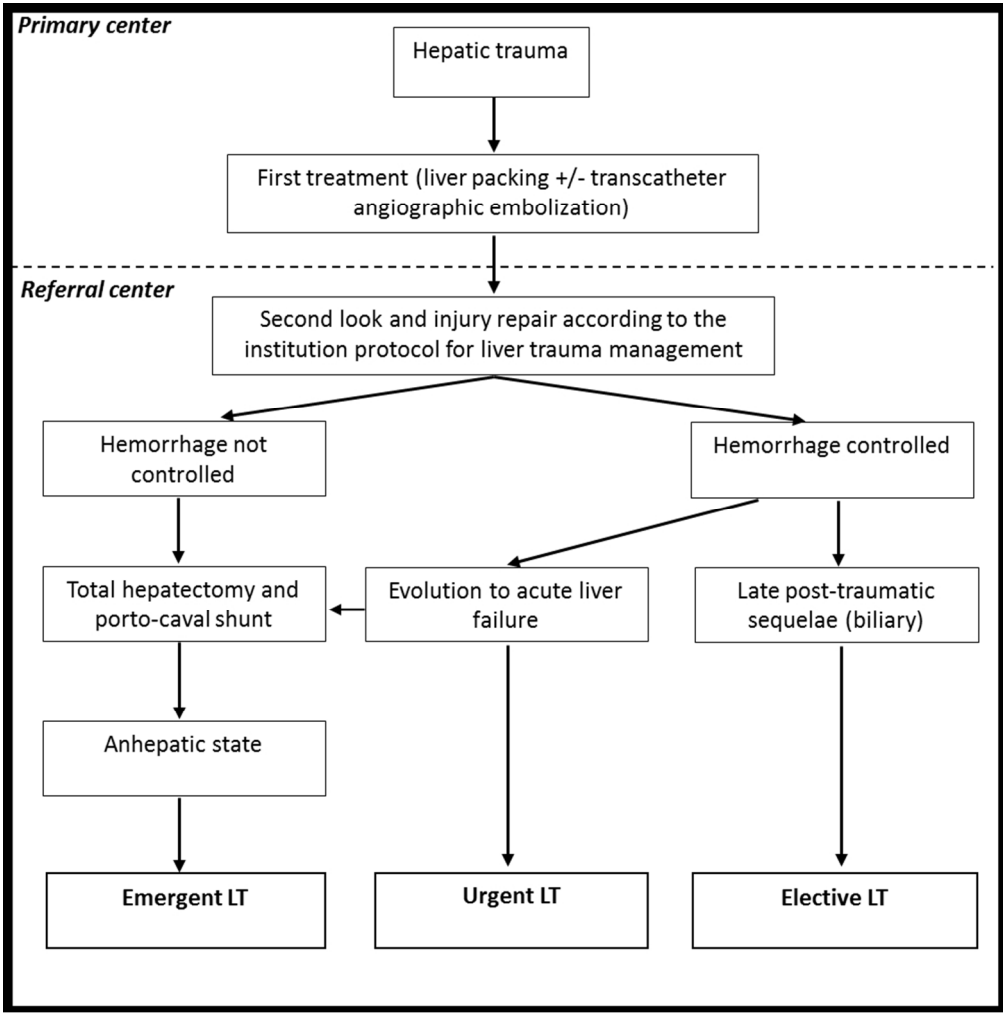 Primary center
Hepatic trauma
First treatment (liver packing +/- transcatheter
angiographic embolization)
Referral center
Second look and injury repair according to the
institution protocol for liver trauma management
Hemorrhage not
controlled
Hemorrhage controlled
Total hepatectomy and
porto-caval shunt
Evolution to acute liver
failure
Late post-traumatic
sequelae (biliary)
Anhepatic state
Emergent LT
Urgent LT
Elective LT